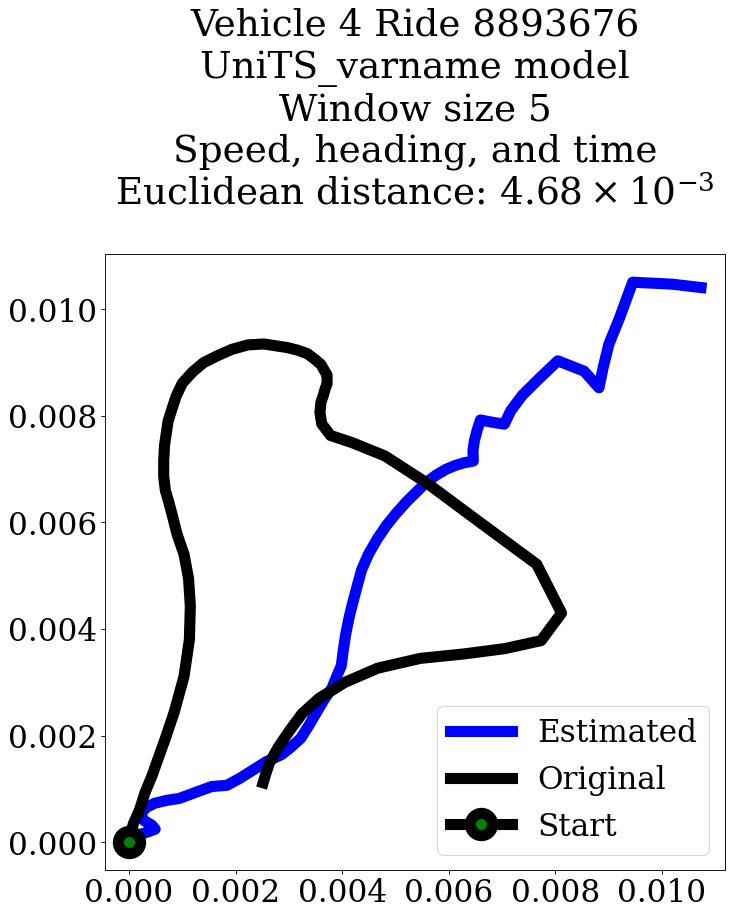 Vehicle 4 Ride 8893676
UniTS_varname model
Window size 5
Speed, heading, and time
Euclidean distance: 4.68 × 10⁻³
0.010
0.008
0.006
0.004
0.002
0.000
Estimated
Original
Start
0.000 0.002 0.004 0.006 0.008 0.010